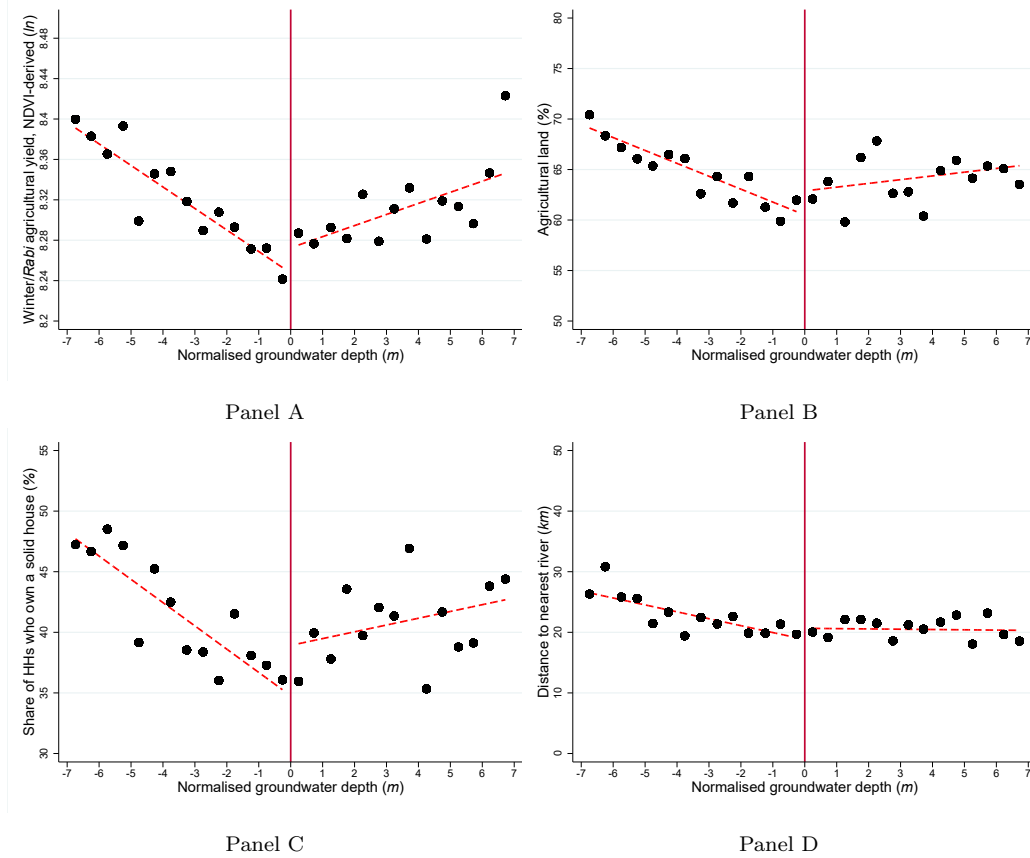 Winter/Rabi agricultural yield, NDVI-derived (ln)
8.48
8.44
8.4
8.36
8.32
8.28
8.24
8.2
-7 -6 -5 -4 -3 -2 -1 0 1 2 3 4 5 6 7
Normalised groundwater depth (m)
Panel A
Agricultural land (%)
80
75
70
65
60
55
50
-7 -6 -5 -4 -3 -2 -1 0 1 2 3 4 5 6 7
Normalised groundwater depth (m)
Panel B
Share of HHs who own a solid house (%)
55
50
45
40
35
30
-7 -6 -5 -4 -3 -2 -1 0 1 2 3 4 5 6 7
Normalised groundwater depth (m)
Panel C
Distance to nearest river (km)
50
40
30
20
10
0
-7 -6 -5 -4 -3 -2 -1 0 1 2 3 4 5 6 7
Normalised groundwater depth (m)
Panel D